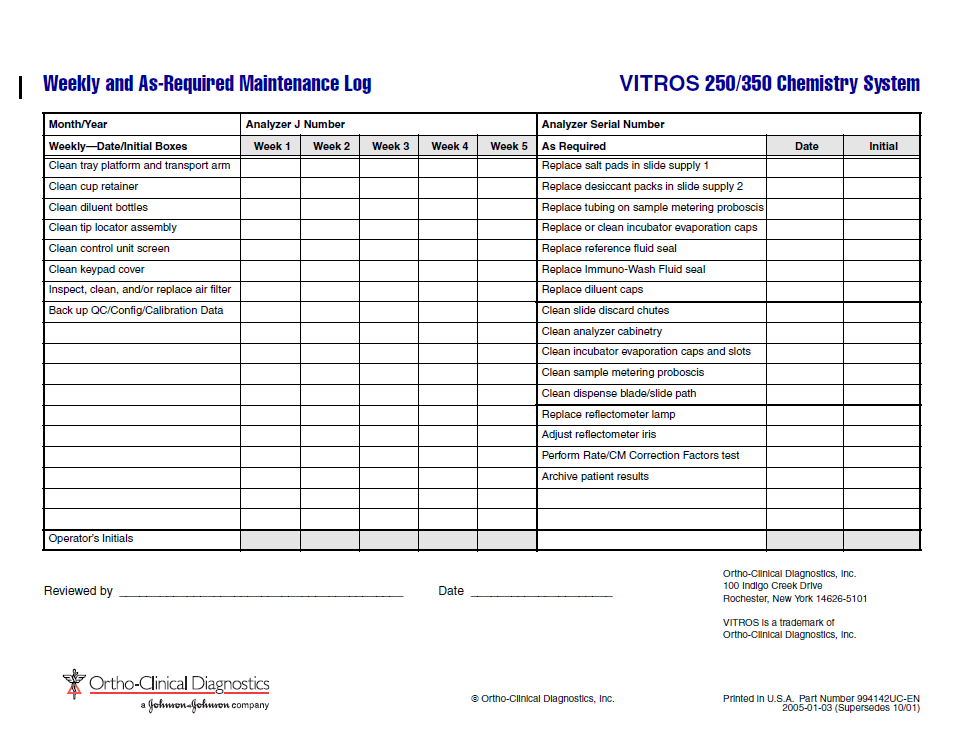 Weekly and As-Required Maintenance Log VITROS 250/350 Chemistry System
Month/Year Analyzer J Number Analyzer Serial Number
Weekly—Date/Initial Boxes Week 1 Week 2 Week 3 Week 4 Week 5 As Required Date Initial
Clean tray platform and transport arm Replace salt pads in slide supply 1
Clean cup retainer Replace desiccant packs in slide supply 2
Clean diluent bottles Replace tubing on sample metering proboscis
Clean tip locator assembly Replace or clean incubator evaporation caps
Clean control unit screen Replace reference fluid seal
Clean keypad cover Replace Immuno-Wash Fluid seal
Inspect, clean, and/or replace air filter Replace diluent caps
Back up QC/Config/Calibration Data Clean slide discard chutes
Clean analyzer cabinetry
Clean incubator evaporation caps and slots
Clean sample metering proboscis
Clean dispense blade/slide path
Replace reflectometer lamp
Adjust reflectometer iris
Perform Rate/CM Correction Factors test
Archive patient results
Operator's Initials
Reviewed by Date
Ortho-Clinical Diagnostics, Inc.
100 Indigo Creek Drive
Rochester, New York 14626-5101
VITROS is a trademark of
Ortho-Clinical Diagnostics, Inc.
Ortho-Clinical Diagnostics
a Johnson & Johnson company
© Ortho-Clinical Diagnostics, Inc.
Printed in U.S.A. Part Number 994142UC-EN
2005-01-03 (Supersedes 10/01)